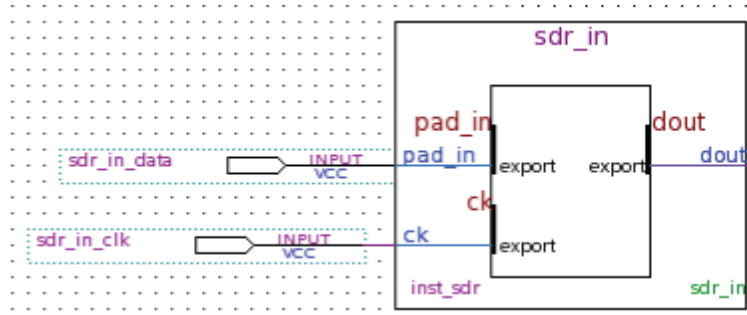 sdr_in
pad_in
dout
sdr_in_data
INPUT
VCC
pad_in
export
export
dout
ck
sdr_in_clk
INPUT
VCC
ck
export
inst_sdr
sdr_in